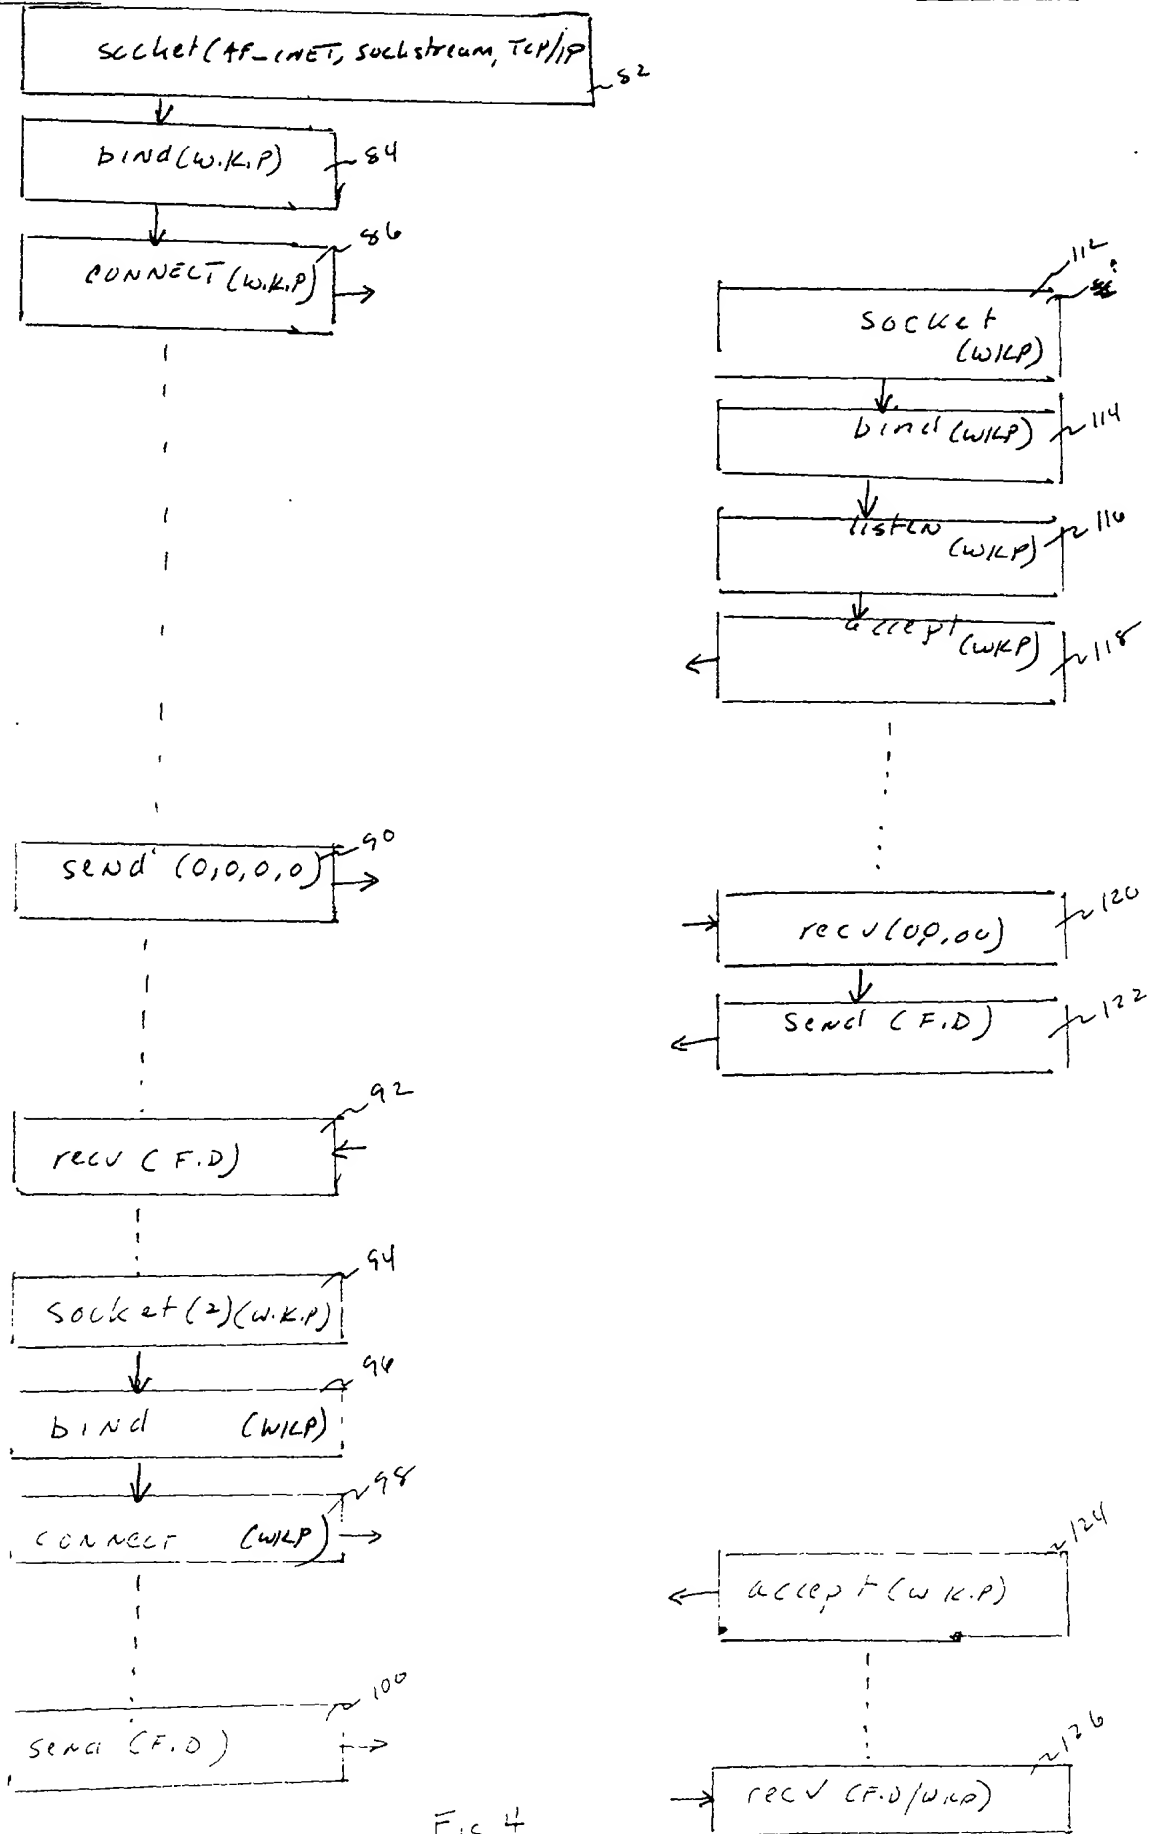 socket(AF_INET, sockstream, TCP/IP
82
bind(W.K.P)
84
CONNECT(W.K.P)
86
send (0,0,0,0)
90
recv (F.D)
92
socket(2)(W.K.P)
94
bind (WKP)
96
CONNECT (WKP)
98
send (F.D)
100
112
socket
(WKP)
bind (WKP)
114
listen
(WKP)
116
accept
(WKP)
118
recv(00,00)
120
send (F.D)
122
accept(WK.P)
124
recv (F.D/WKP)
126
Fig 4